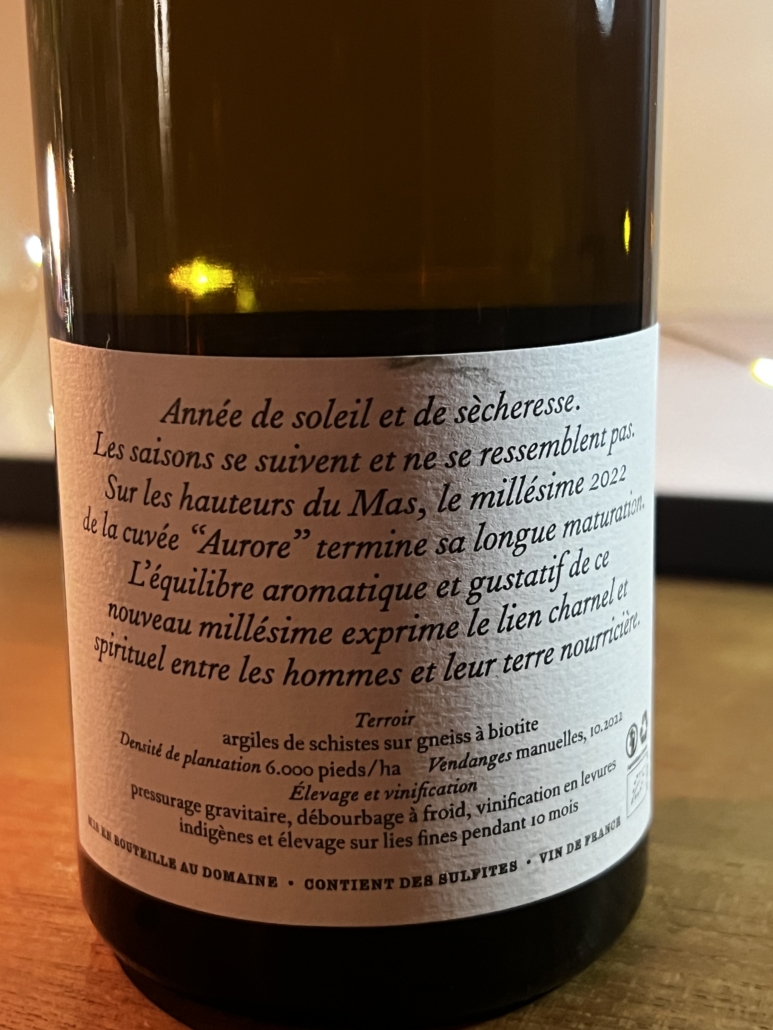 Année de soleil et de sècheresse.
Les saisons se suivent et ne se ressemblent pas.
Sur les hauteurs du Mas, le millésime 2022
de la cuvée “Aurore” termine sa longue maturation.
L’équilibre aromatique et gustatif de ce
nouveau millésime exprime le lien charnel et
spirituel entre les hommes et leur terre nourricière.
Terroir
argiles de schistes sur gneiss à biotite
Densité de plantation 6.000 pieds/ha Vendanges manuelles, 10.2022
Élevage et vinification
pressurage gravitaire, débourbage à froid, vinification en levures
indigènes et élevage sur lies fines pendant 10 mois
MIS EN BOUTEILLE AU DOMAINE • CONTIENT DES SULFITES • VIN DE FRANCE